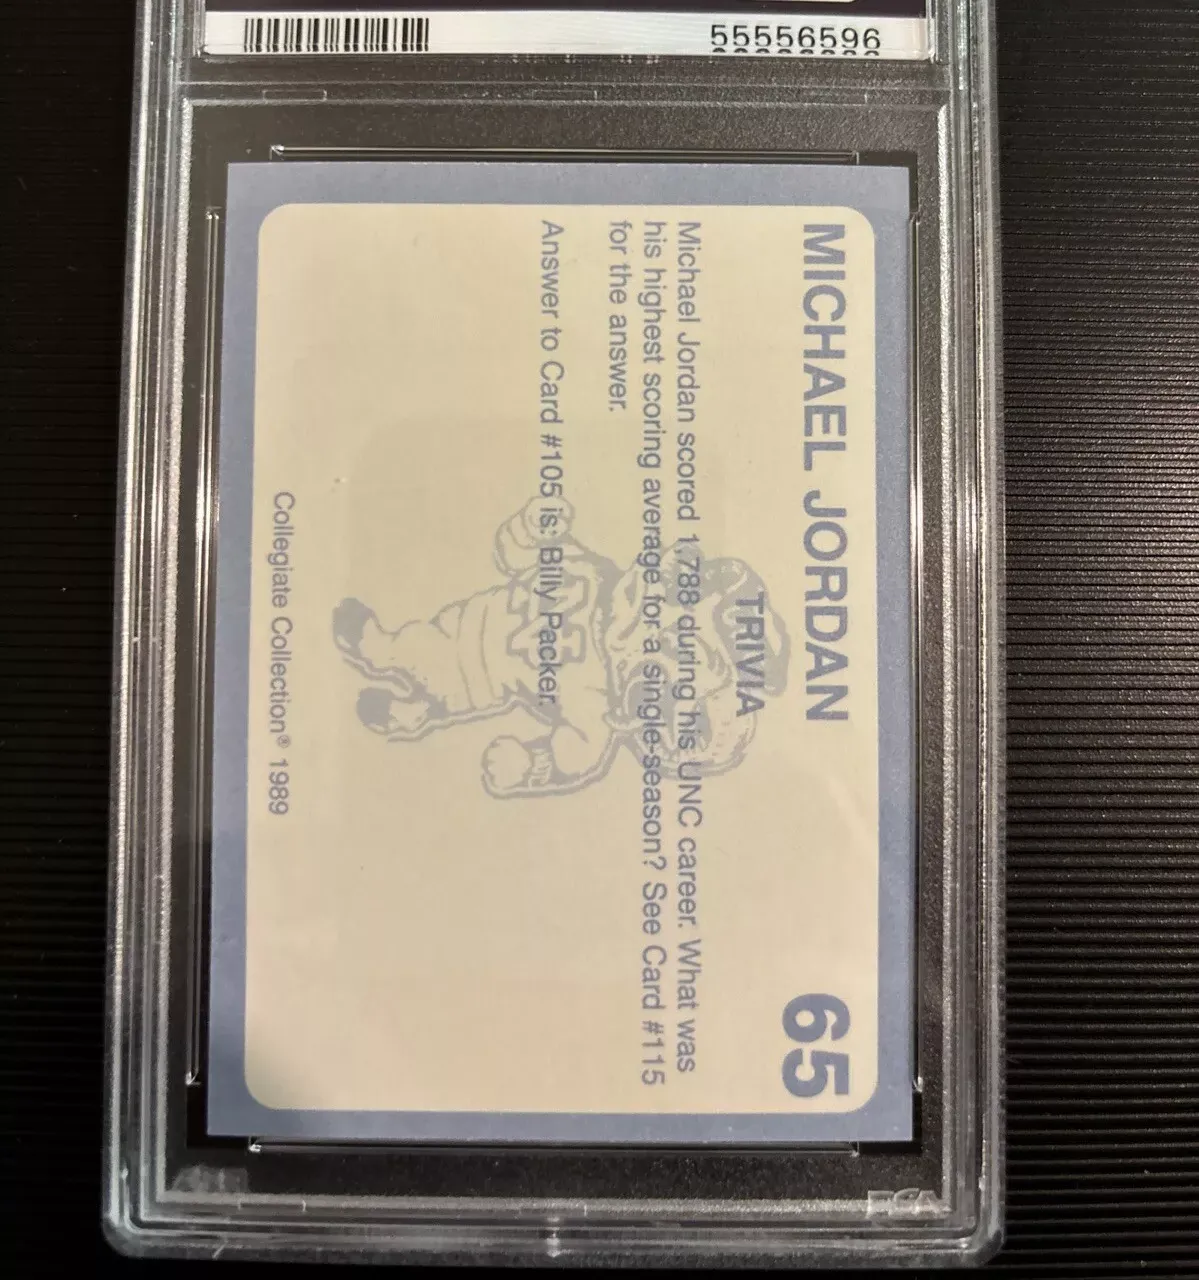 55556596
MICHAEL JORDAN 65
TRIVIA
Michael Jordan scored 1,788 during his UNC career. What was
his highest scoring average for a single-season? See Card #115
for the answer.
Answer to Card #105 is: Billy Packer.
Collegiate Collection® 1989
PSA